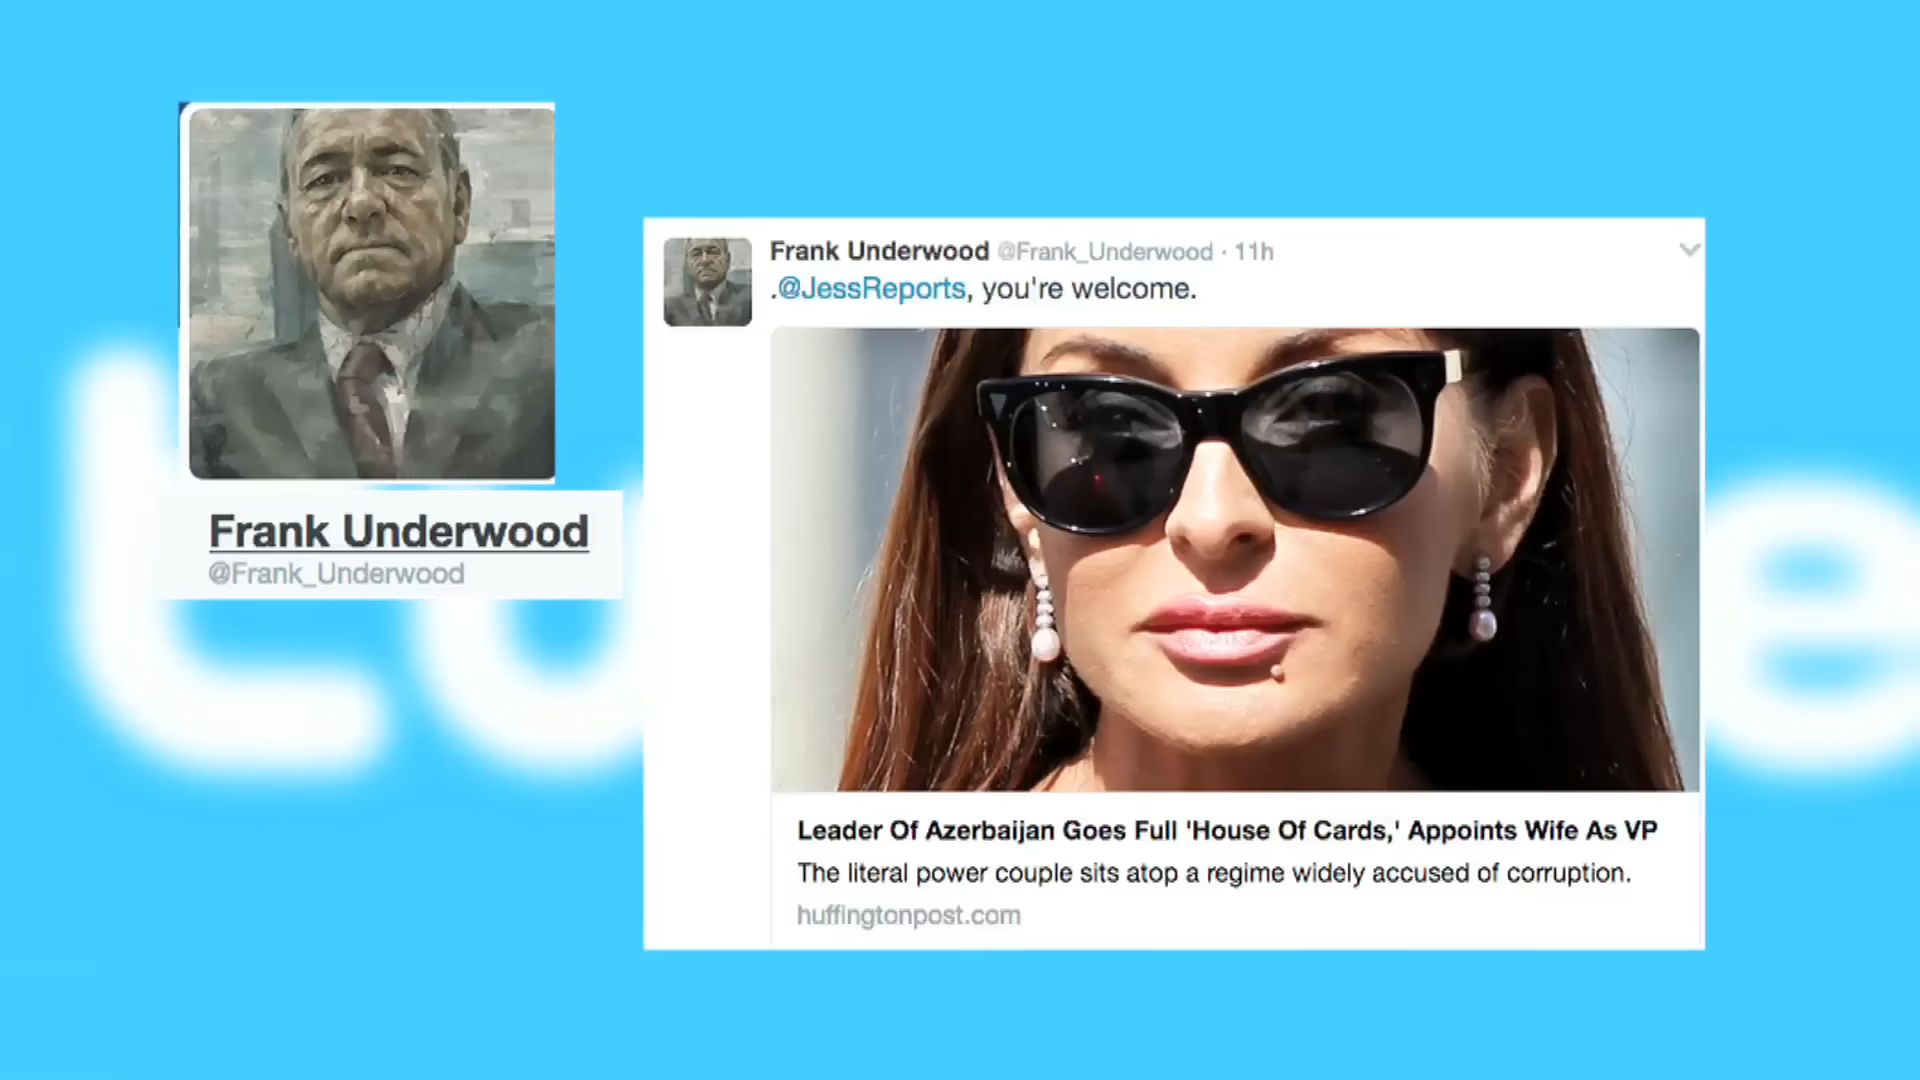 Frank Underwood
@Frank_Underwood
Frank Underwood @Frank_Underwood · 11h
.@JessReports, you're welcome.
Leader Of Azerbaijan Goes Full 'House Of Cards,' Appoints Wife As VP
The literal power couple sits atop a regime widely accused of corruption.
huffingtonpost.com